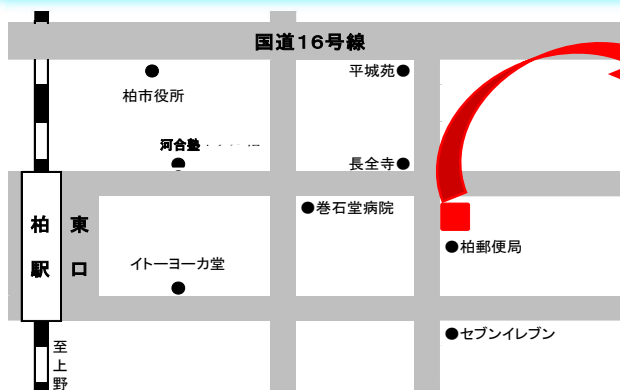 国道16号線
平城苑
柏市役所
河合塾
長全寺
巻石堂病院
柏駅
東口
柏郵便局
イトーヨーカ堂
セブンイレブン
至上野